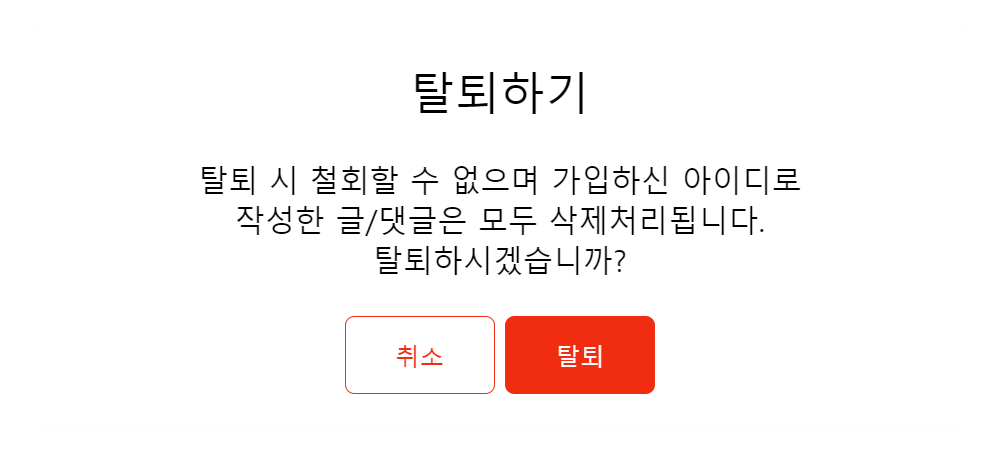 탈퇴하기
탈퇴 시 철회할 수 없으며 가입하신 아이디로
작성한 글/댓글은 모두 삭제처리됩니다.
탈퇴하시겠습니까?
취소
탈퇴